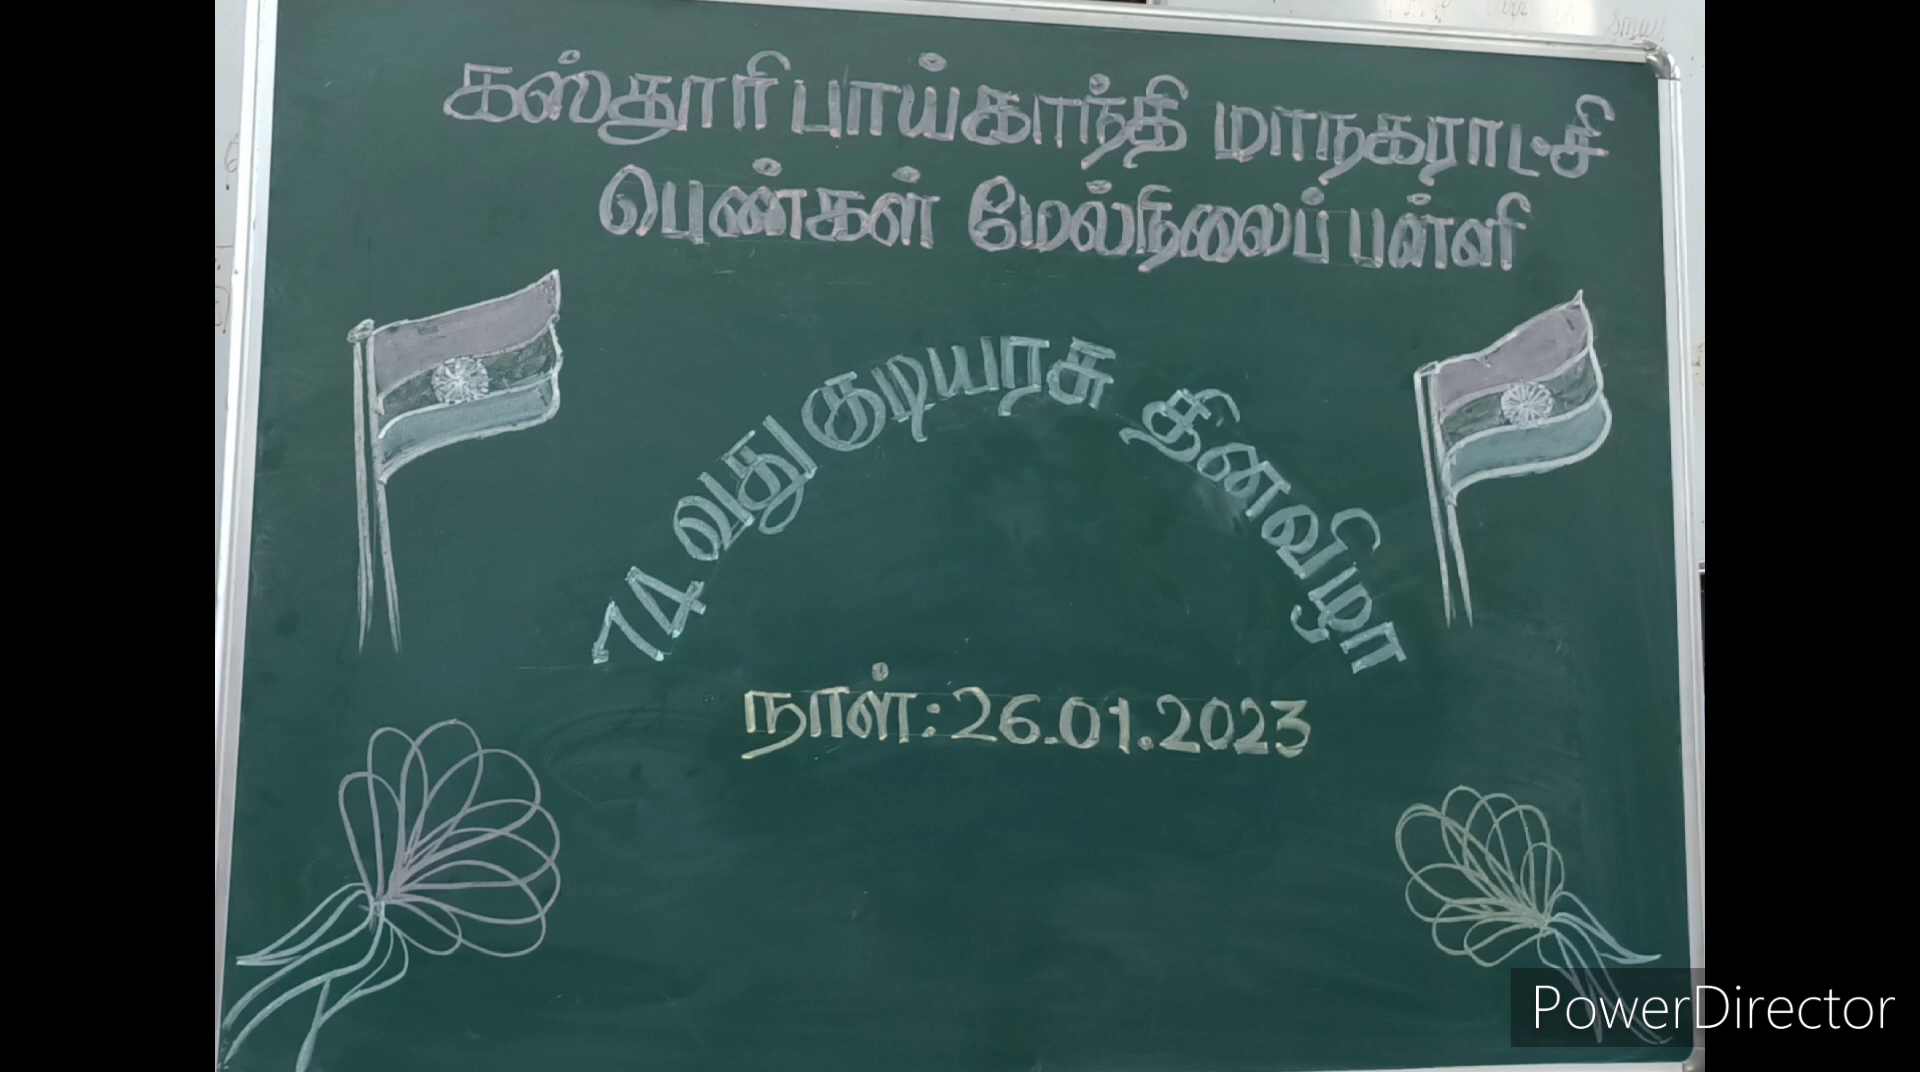 கஸ்தூரி பாய்காந்தி மாநகராட்சி
பெண்கள் மேல்நிலைப் பள்ளி
74 வது குடியரசு தினவிழா
நாள்:26.01.2023
PowerDirector